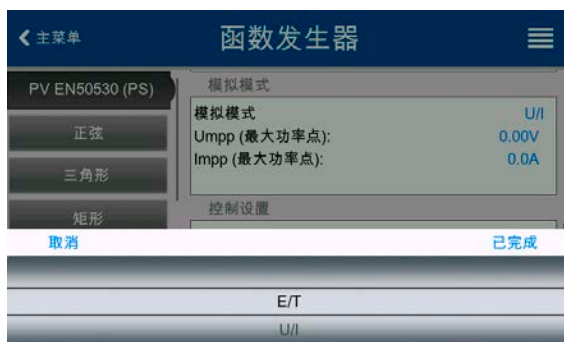 主菜单
函数发生器
PV EN50530 (PS)
正弦
三角形
矩形
模拟模式
模拟模式 U/I
Umpp (最大功率点): 0.00V
Impp (最大功率点): 0.0A
控制设置
取消 已完成
E/T
U/I